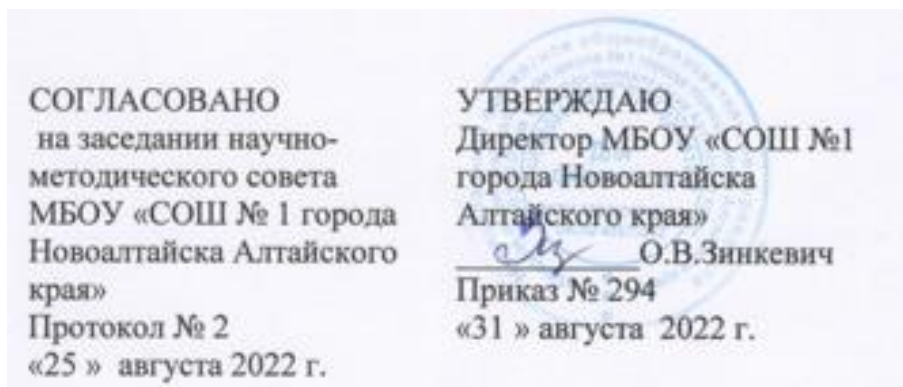 СОГЛАСОВАНО
на заседании научно-
методического совета
МБОУ «СОШ № 1 города
Новоалтайска Алтайского
края»
Протокол № 2
«25 » августа 2022 г.
УТВЕРЖДАЮ
Директор МБОУ «СОШ №1
города Новоалтайска
Алтайского края»
О.В.Зинкевич
Приказ № 294
«31 » августа 2022 г.